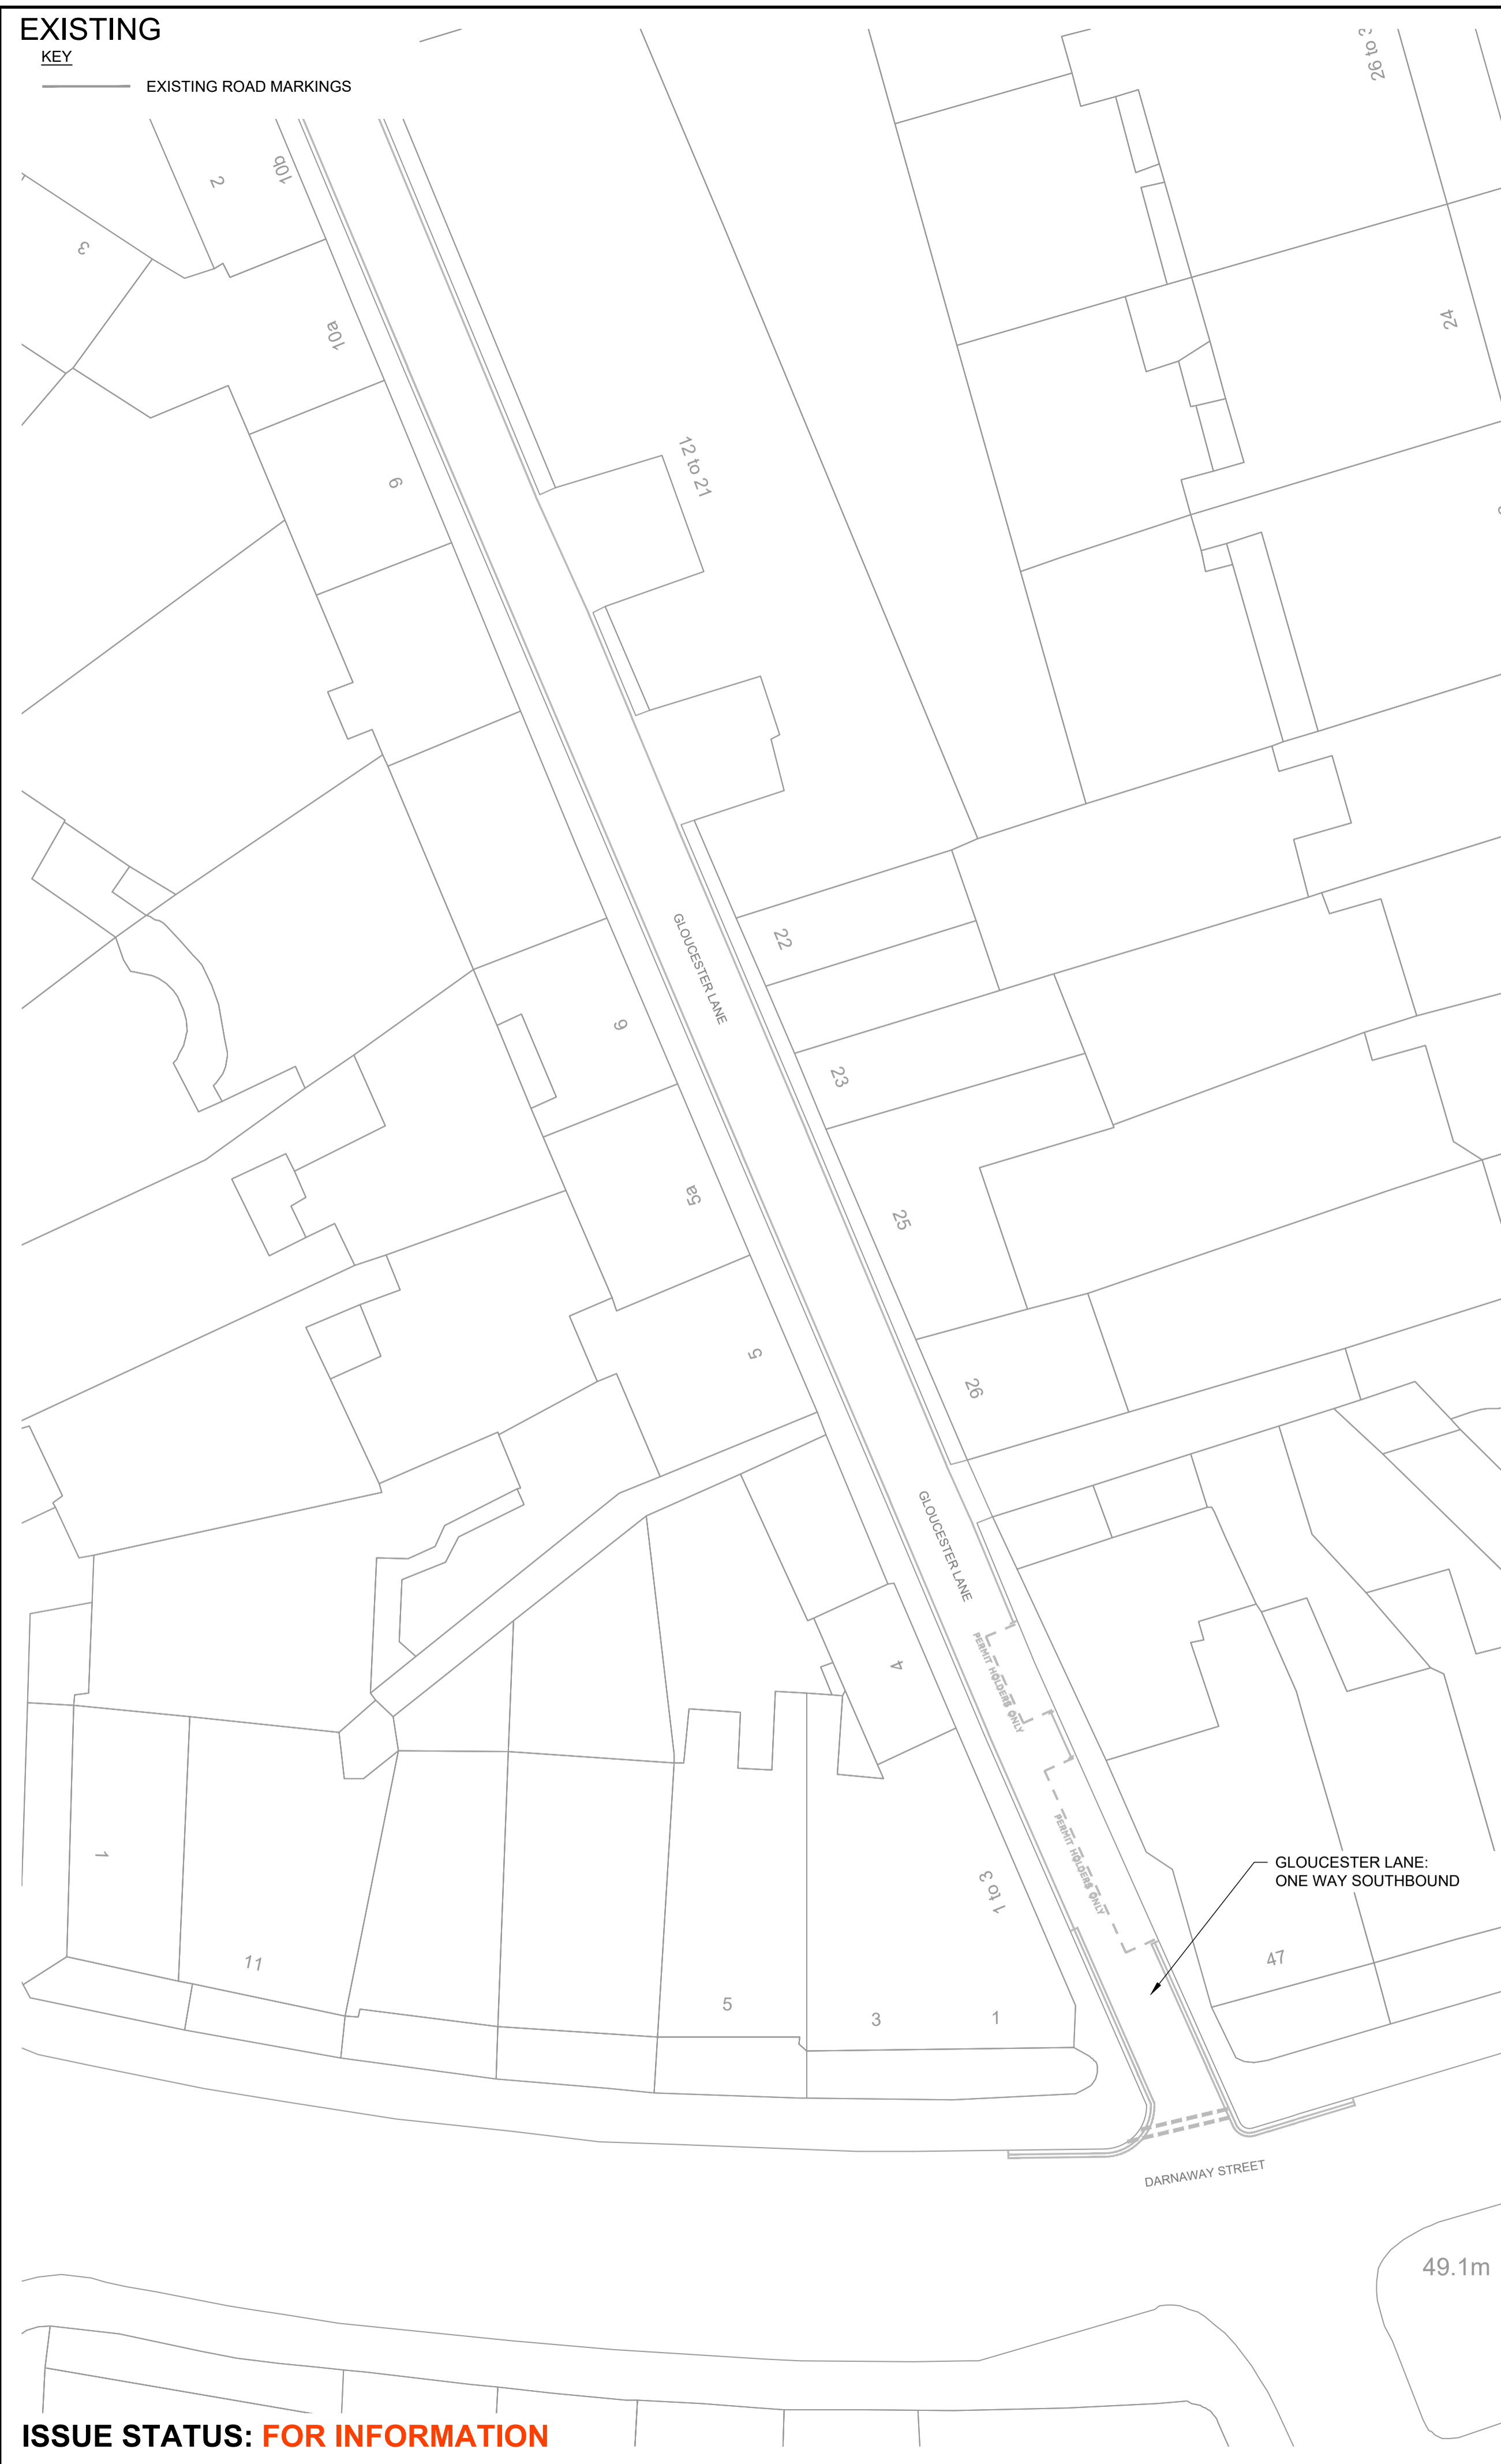 EXISTING
KEY
EXISTING ROAD MARKINGS
26 to
2
10b
3
10a
24
6
12 to 21
GLOUCESTER LANE
22
9
23
5a
25
5
26
GLOUCESTER LANE
PERMIT HOLDERS ONLY
4
PERMIT HOLDERS ONLY
1
GLOUCESTER LANE:
ONE WAY SOUTHBOUND
1 to 3
11
47
5
3
1
DARNAWAY STREET
49.1m
ISSUE STATUS: FOR INFORMATION